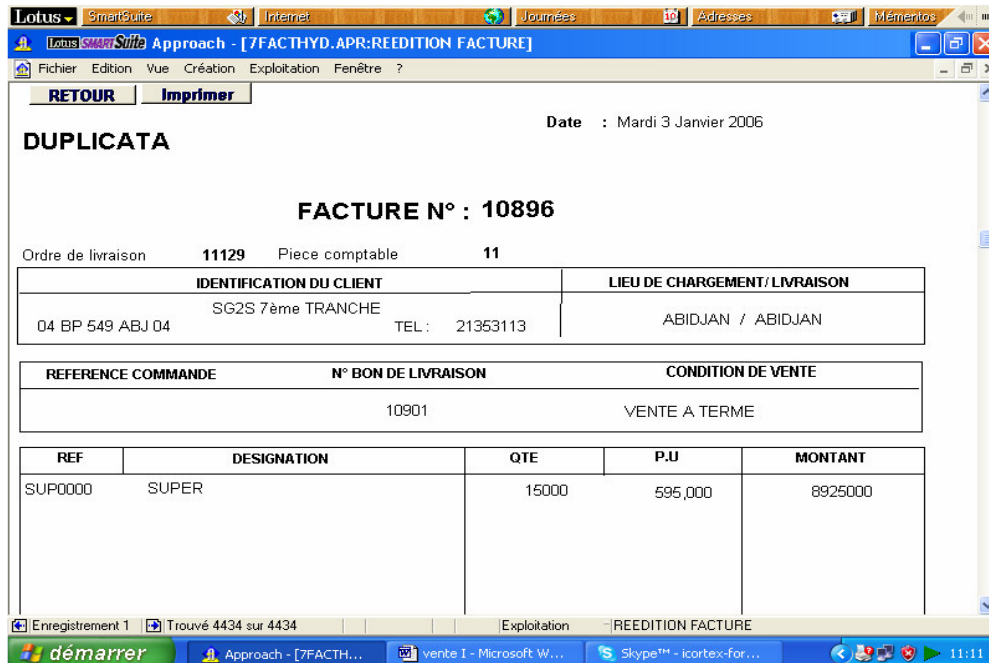 Lotus SmartSuite Internet Journées Adresses Mémentos
Lotus SMARTSuite Approach - [7FACTHYD.APR:REEDITION FACTURE]
Fichier Edition Vue Création Exploitation Fenêtre ?
RETOUR Imprimer
Date : Mardi 3 Janvier 2006
DUPLICATA
FACTURE N° : 10896
Ordre de livraison 11129 Piece comptable 11
IDENTIFICATION DU CLIENT LIEU DE CHARGEMENT/ LIVRAISON
SG2S 7ème TRANCHE
04 BP 549 ABJ 04 TEL : 21353113 ABIDJAN / ABIDJAN
REFERENCE COMMANDE N° BON DE LIVRAISON CONDITION DE VENTE
10901 VENTE A TERME
REF DESIGNATION QTE P.U MONTANT
SUP0000 SUPER 15000 595,000 8925000
Enregistrement 1 Trouvé 4434 sur 4434 Exploitation REEDITION FACTURE
démarrer Approach - [7FACTH... vente I - Microsoft W... Skype™ - icortex-for... 11:11